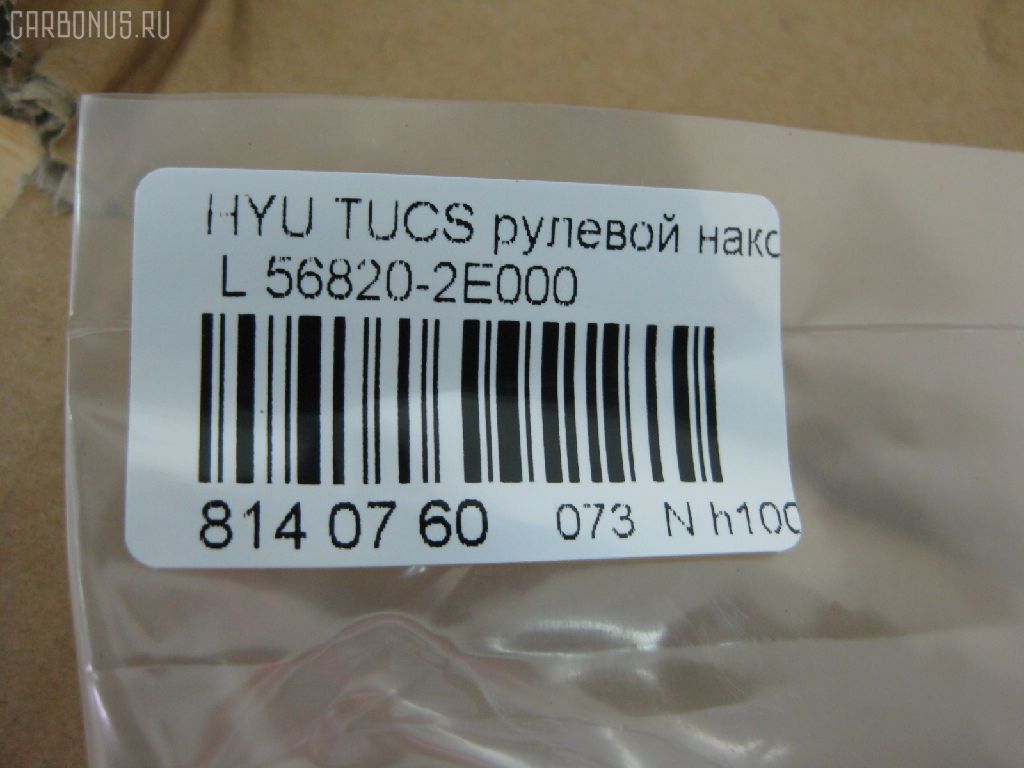 CARBONUS.RU
HYU TUCS рулевой нако
L 56820-2E000
814 07 60 073 N h100